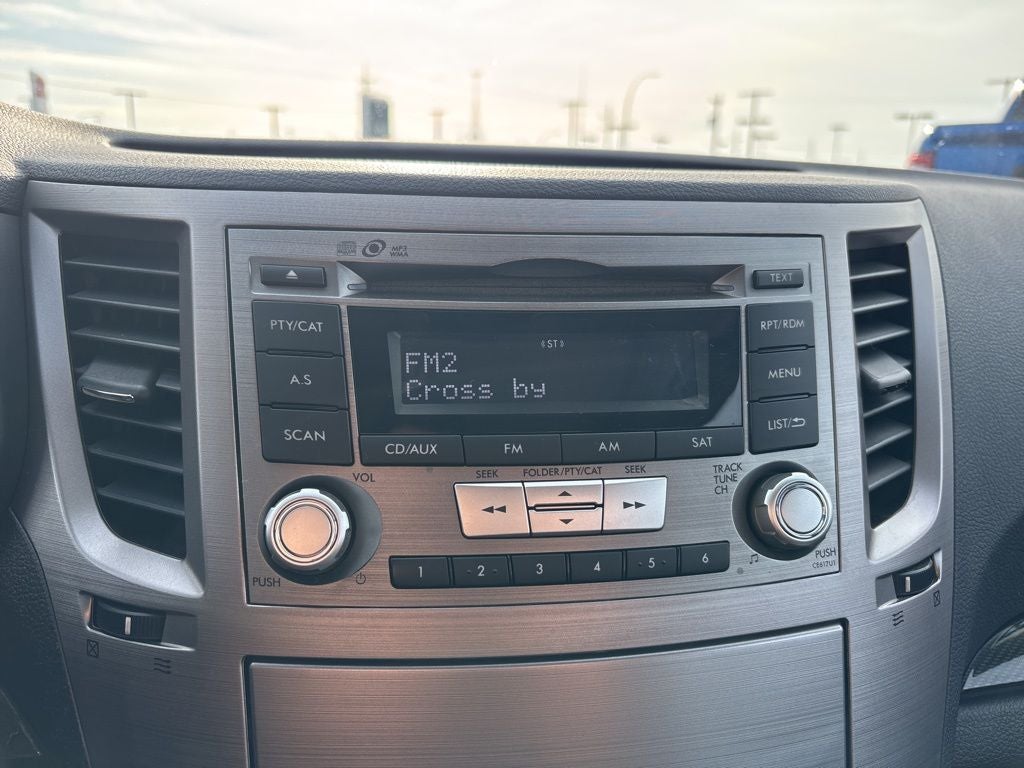 MP3
WMA
TEXT
PTY/CAT
RPT/RDM
ST
FM2
Cross by
A.S
MENU
SCAN
LIST/
CD/AUX
FM
AM
SAT
VOL
SEEK
FOLDER/PTY/CAT
SEEK
TRACK
TUNE
CH
1
- 2 -
3
4
- 5 -
6
PUSH
PUSH
CE617U1